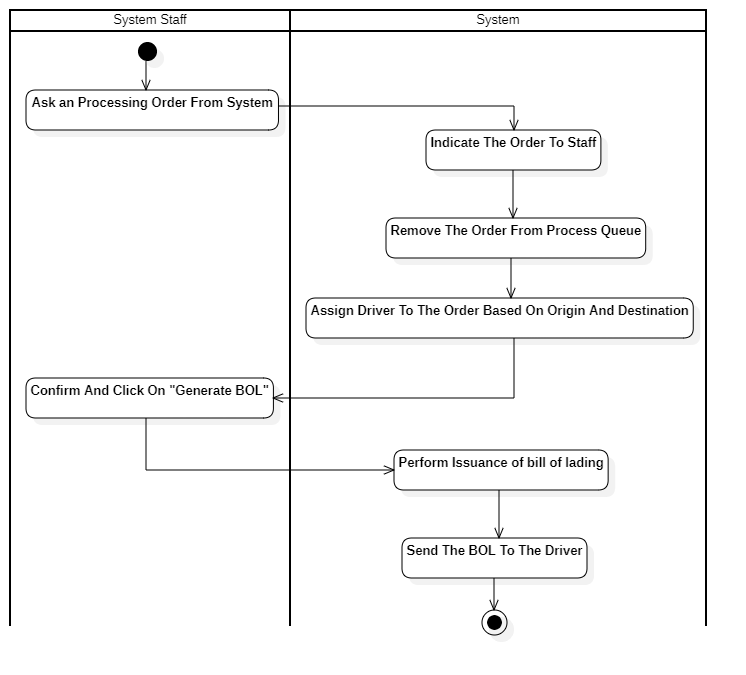 System Staff
System
Ask an Processing Order From System
Indicate The Order To Staff
Remove The Order From Process Queue
Assign Driver To The Order Based On Origin And Destination
Confirm And Click On "Generate BOL"
Perform Issuance of bill of lading
Send The BOL To The Driver